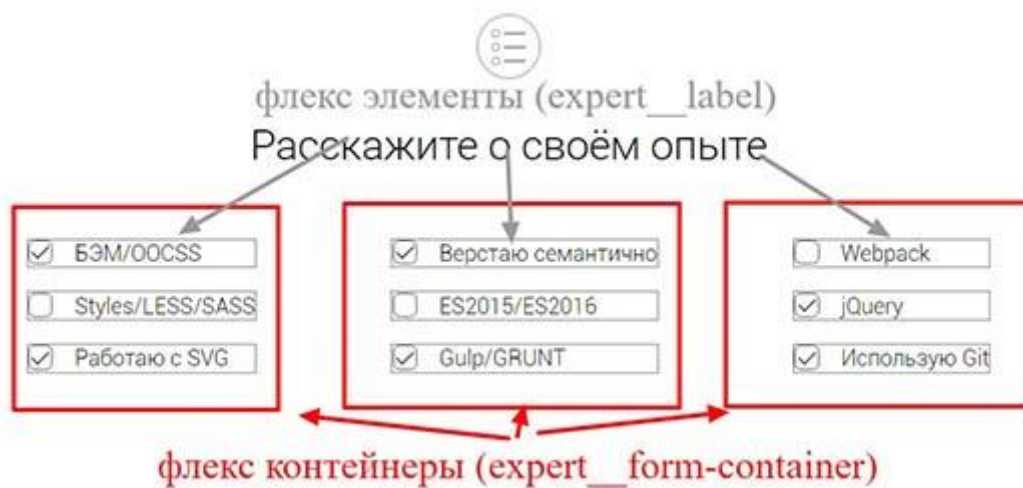 флекс элементы (expert__label)
Расскажите о своём опыте
БЭМ/OOCSS
Styles/LESS/SASS
Работаю с SVG
Верстаю семантично
ES2015/ES2016
Gulp/GRUNT
Webpack
jQuery
Использую Git
флекс контейнеры (expert__form-container)